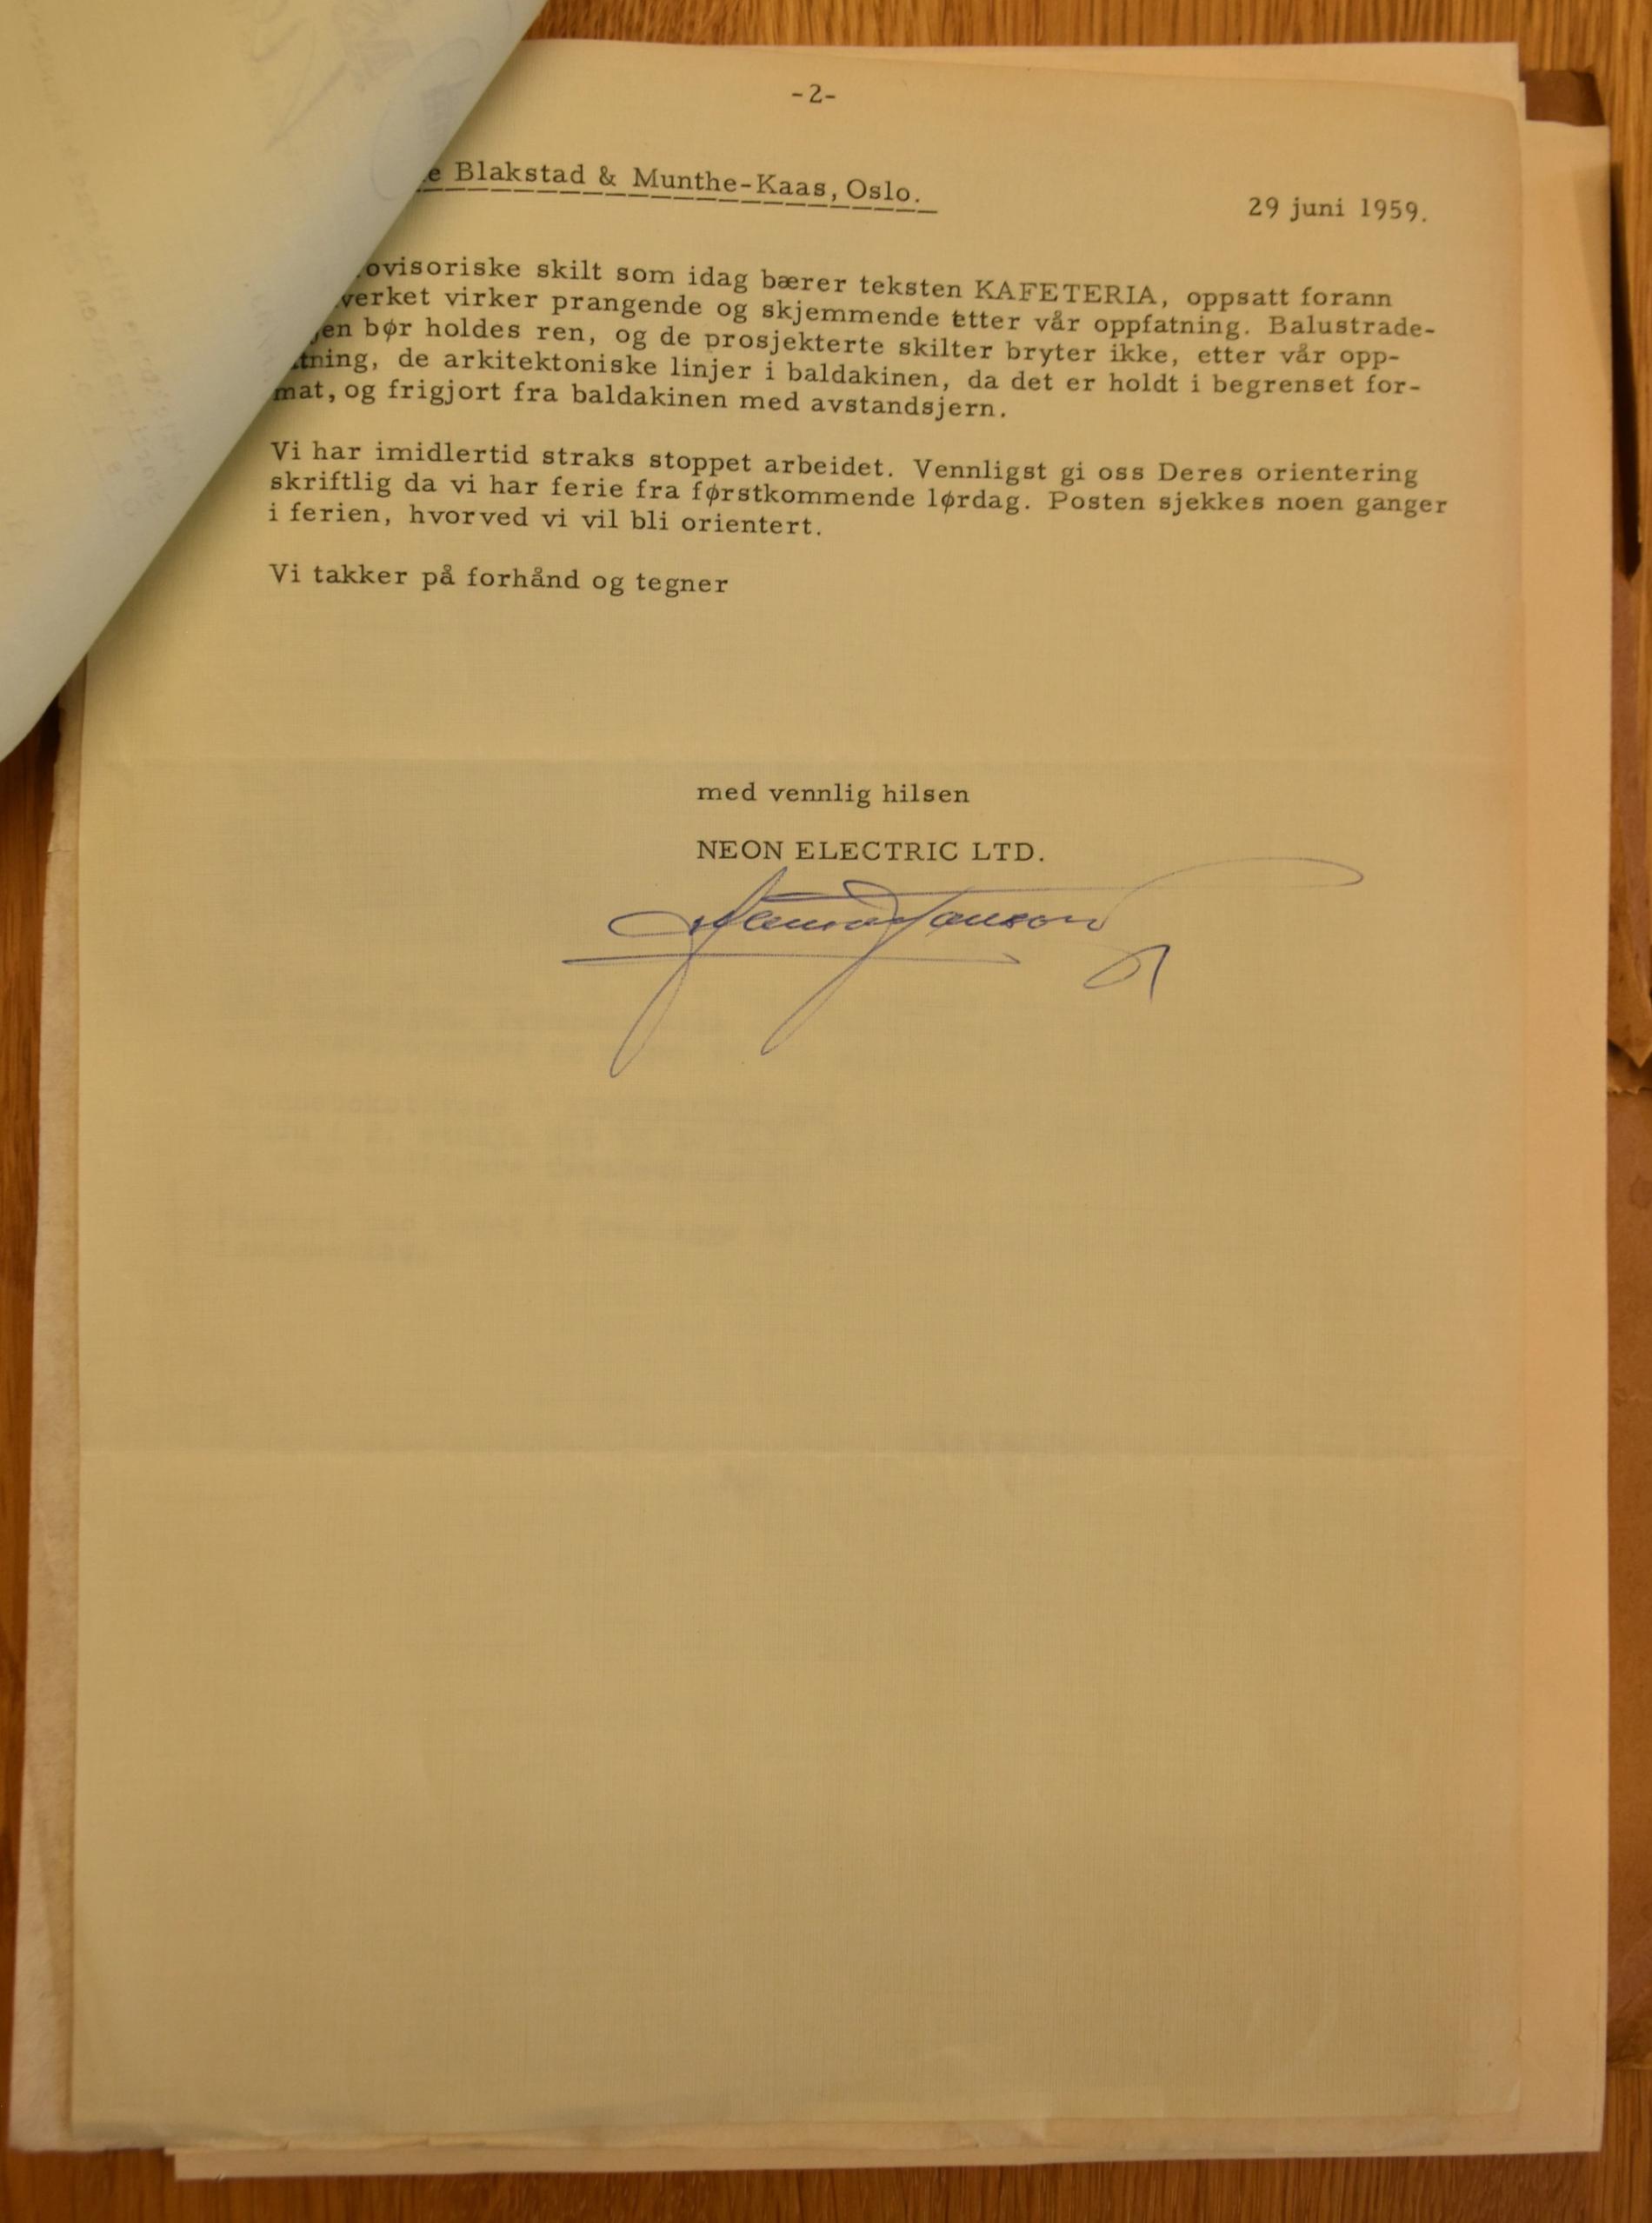 -2-
Blakstad & Munthe-Kaas, Oslo.
29 juni 1959.
ovisoriske skilt som idag bærer teksten KAFETERIA, oppsatt forann
verket virker prangende og skjemmende etter vår oppfatning. Balustrade-
en bør holdes ren, og de prosjekterte skilter bryter ikke, etter vår opp-
tning, de arkitektoniske linjer i baldakinen, da det er holdt i begrenset for-
mat, og frigjort fra baldakinen med avstandsjern.
Vi har imidlertid straks stoppet arbeidet. Vennligst gi oss Deres orientering
skriftlig da vi har ferie fra førstkommende lørdag. Posten sjekkes noen ganger
i ferien, hvorved vi vil bli orientert.
Vi takker på forhånd og tegner
med vennlig hilsen
NEON ELECTRIC LTD.